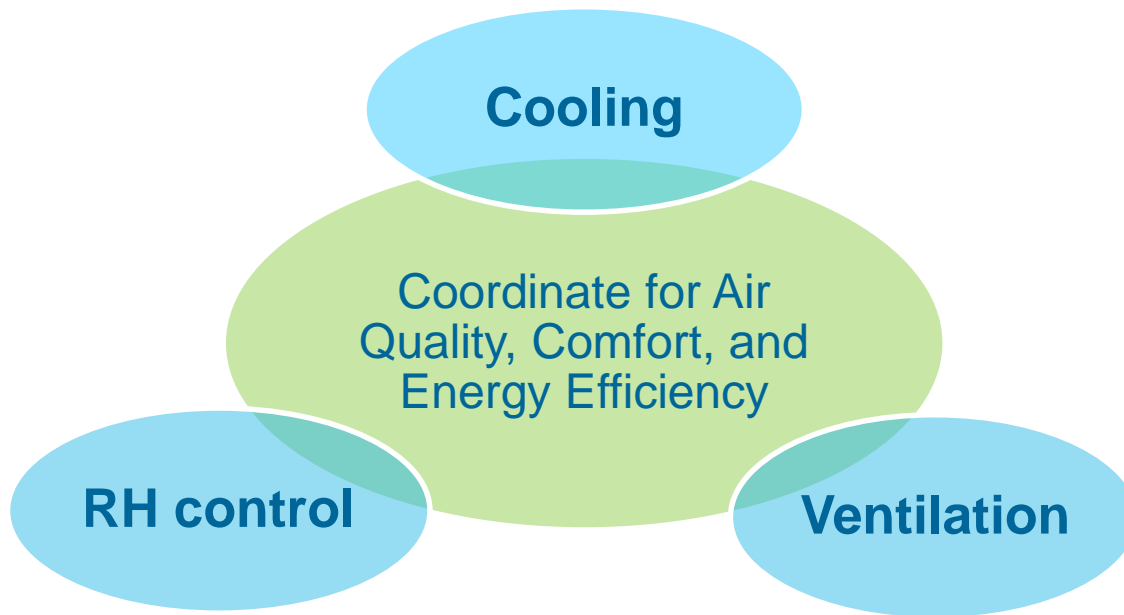 Cooling
Coordinate for Air
Quality, Comfort, and
Energy Efficiency
RH control
Ventilation